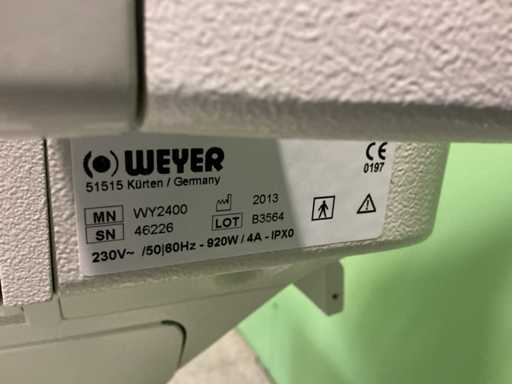 WEYER
51515 Kürten / Germany
CE
0197
MN WY2400 2013
SN 46226 LOT B3564
230V~ /50|60Hz - 920W / 4A - IPX0